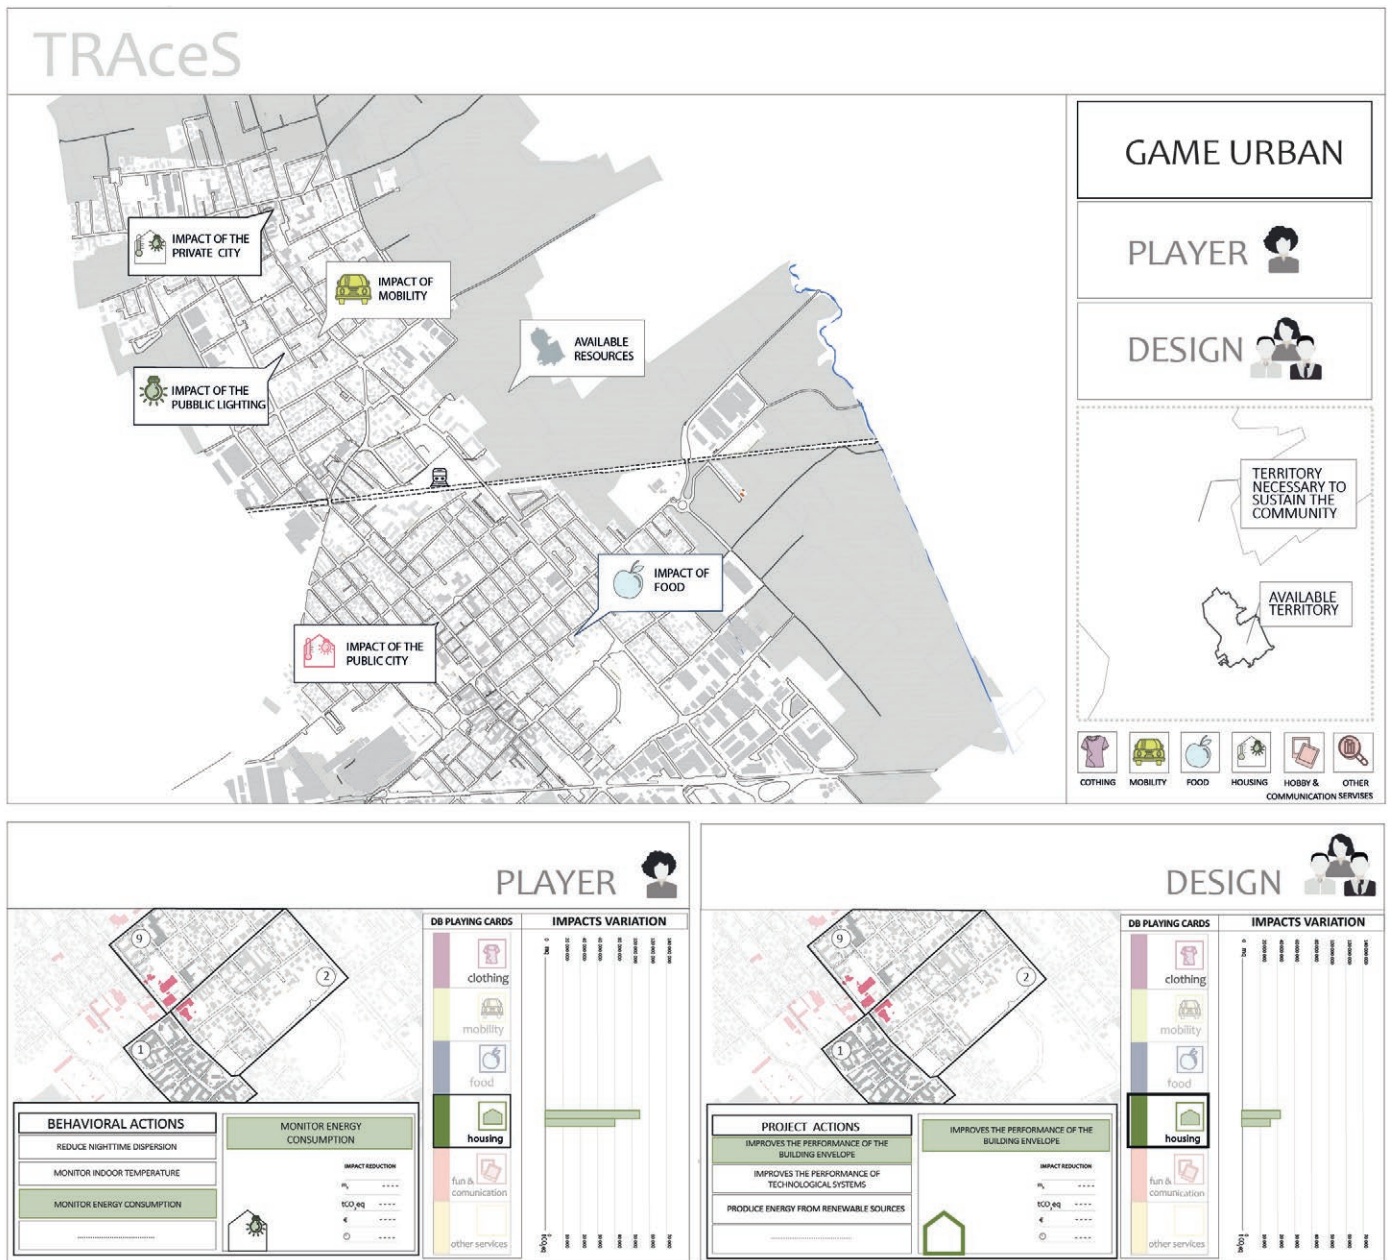 TRAceS
GAME URBAN
PLAYER
DESIGN
IMPACT OF THE
PRIVATE CITY
IMPACT OF
MOBILITY
AVAILABLE
RESOURCES
IMPACT OF THE
PUBBLIC LIGHTING
IMPACT OF
FOOD
IMPACT OF THE
PUBLIC CITY
TERRITORY
NECESSARY TO
SUSTAIN THE
COMMUNITY
AVAILABLE
TERRITORY
COTHING
MOBILITY
FOOD
HOUSING
HOBBY &
COMMUNICATION
OTHER
SERVISES
PLAYER
9
2
1
DB PLAYING CARDS
IMPACTS VARIATION
clothing
mobility
food
housing
fun &
comunication
other services
BEHAVIORAL ACTIONS
REDUCE NIGHTTIME DISPERSION
MONITOR INDOOR TEMPERATURE
MONITOR ENERGY CONSUMPTION
MONITOR ENERGY
CONSUMPTION
IMPACT REDUCTION
tCO₂eq ----
€ ----
DESIGN
9
2
1
DB PLAYING CARDS
IMPACTS VARIATION
clothing
mobility
food
housing
fun &
comunication
other services
PROJECT ACTIONS
IMPROVES THE PERFORMANCE OF THE
BUILDING ENVELOPE
IMPROVES THE PERFORMANCE OF
TECHNOLOGICAL SYSTEMS
PRODUCE ENERGY FROM RENEWABLE SOURCES
IMPROVES THE PERFORMANCE OF THE
BUILDING ENVELOPE
IMPACT REDUCTION
tCO₂eq ----
€ ----